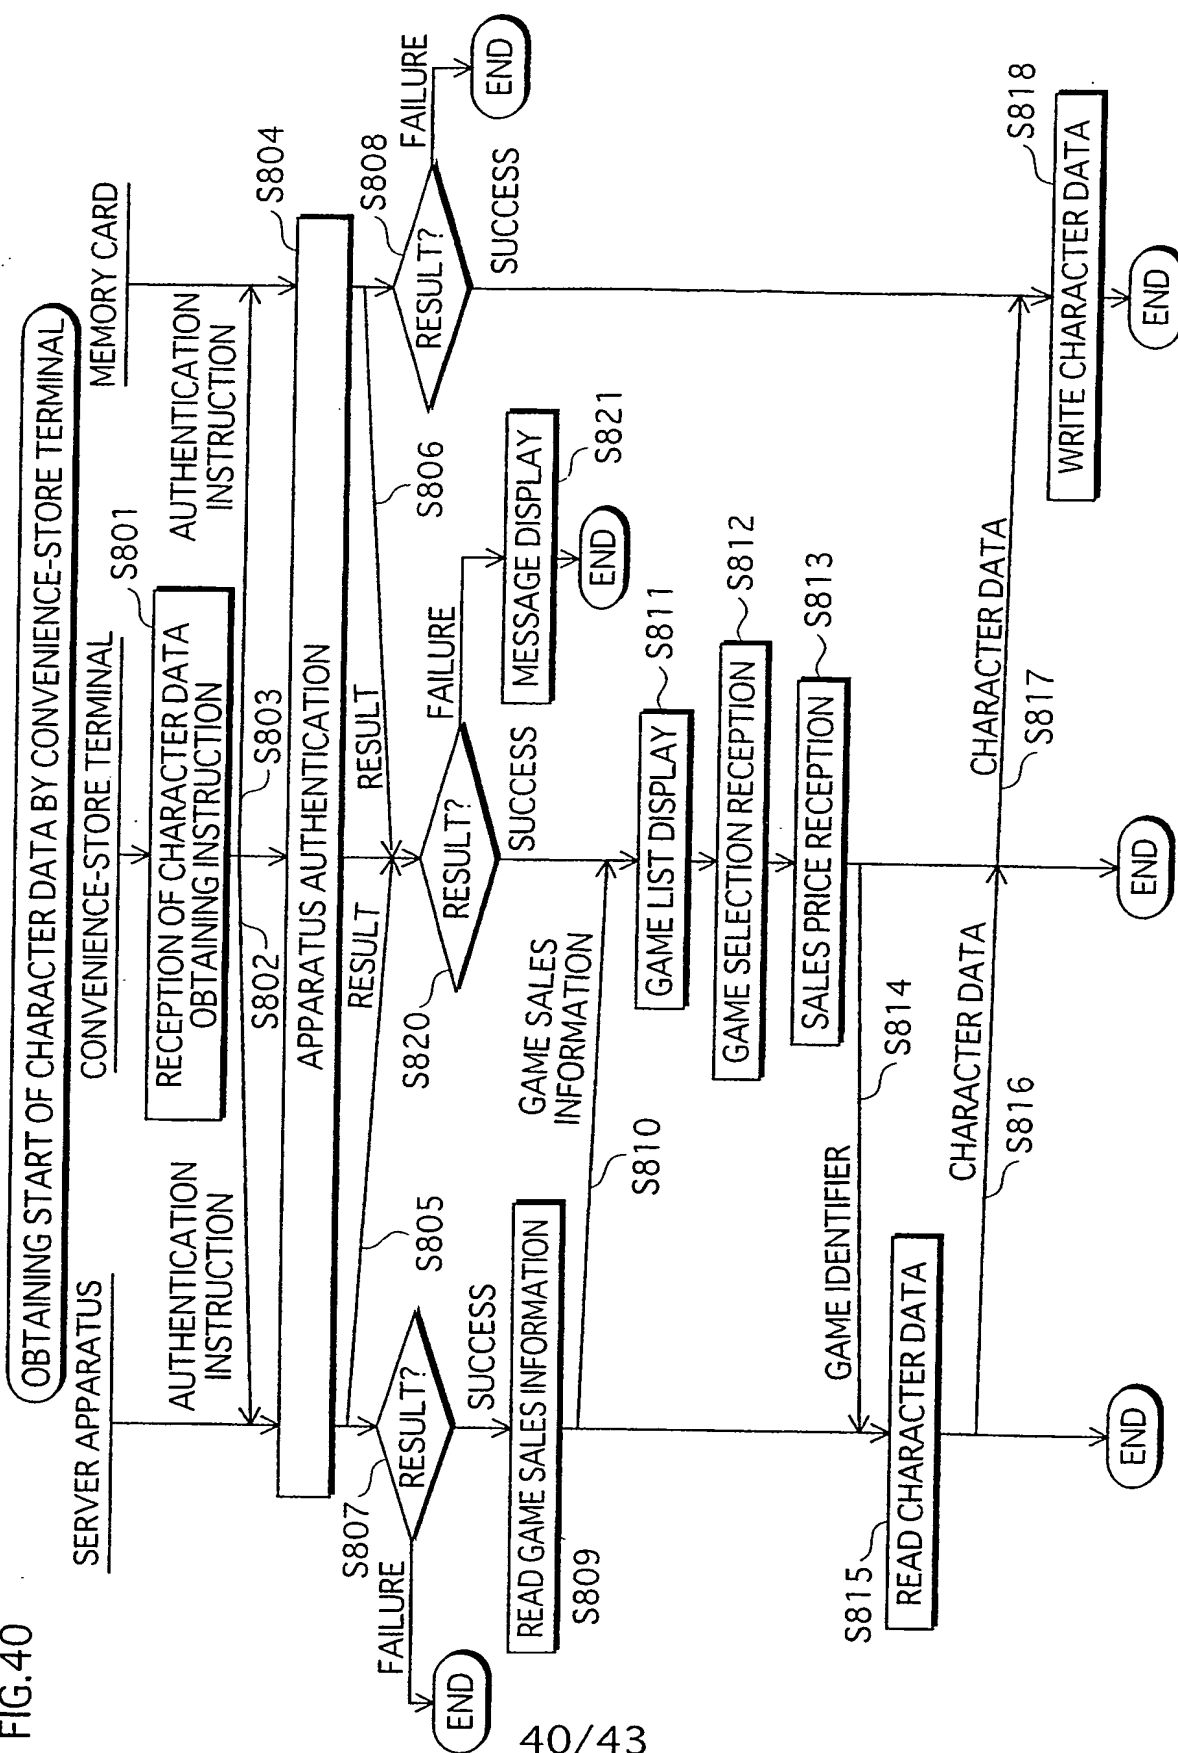 FIG.40
OBTAINING START OF CHARACTER DATA BY CONVENIENCE-STORE TERMINAL
SERVER APPARATUS
CONVENIENCE-STORE TERMINAL
MEMORY CARD
S801
RECEPTION OF CHARACTER DATA
OBTAINING INSTRUCTION
AUTHENTICATION
INSTRUCTION
S802
S803
AUTHENTICATION
INSTRUCTION
S804
APPARATUS AUTHENTICATION
RESULT
S805
RESULT
S806
S807
RESULT?
FAILURE
END
SUCCESS
S820
RESULT?
FAILURE
SUCCESS
S808
RESULT?
FAILURE
END
SUCCESS
MESSAGE DISPLAY
S821
END
READ GAME SALES INFORMATION
S809
GAME SALES
INFORMATION
S810
GAME LIST DISPLAY
S811
GAME SELECTION RECEPTION
S812
SALES PRICE RECEPTION
S813
GAME IDENTIFIER
S814
S815
READ CHARACTER DATA
CHARACTER DATA
S816
CHARACTER DATA
S817
S818
WRITE CHARACTER DATA
END
END
END
40/43